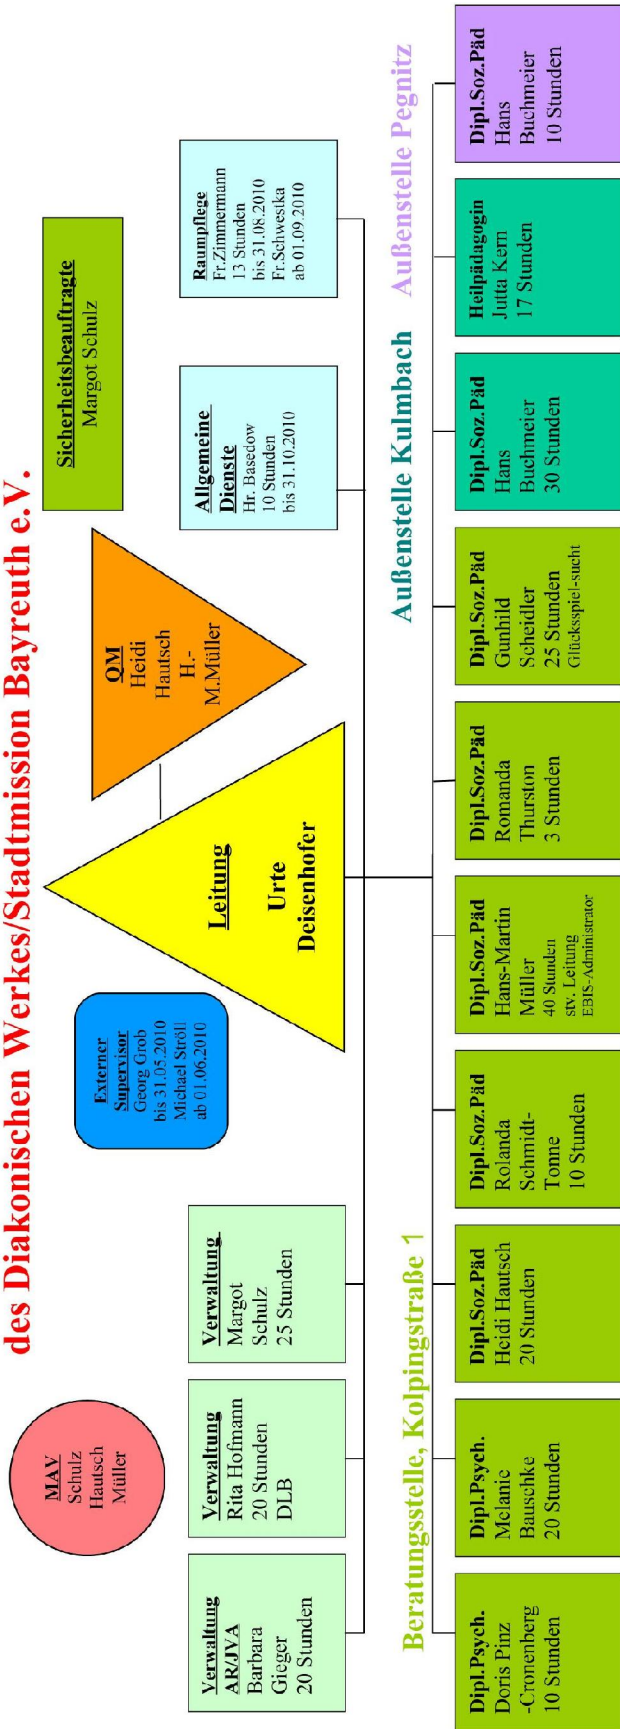 des Diakonischen Werkes/Stadtmission Bayreuth e.V.
MAV
Schulz
Hautsch
Müller
Externer
Supervisor
Georg Grob
bis 31.05.2010
Michael Ströll
ab 01.06.2010
Leitung
Urte
Deisenhofer
QM
Heidi
Hautsch
H.-
M.Müller
Sicherheitsbeauftragte
Margot Schulz
Verwaltung
AR/JVA
Barbara
Gieger
20 Stunden
Verwaltung
Rita Hofmann
20 Stunden
DLB
Verwaltung
Margot
Schulz
25 Stunden
Allgemeine
Dienste
Hr. Basedow
10 Stunden
bis 31.10.2010
Raumpflege
Fr.Zimmermann
13 Stunden
bis 31.08.2010
Fr.Schwestka
ab 01.09.2010
Beratungsstelle, Kolpingstraße 1
Außenstelle Kulmbach
Außenstelle Pegnitz
Dipl.Psych.
Doris Pinz
-Cronenberg
10 Stunden
Dipl.Psych.
Melanie
Bauschke
20 Stunden
Dipl.Soz.Päd
Heidi Hautsch
20 Stunden
Dipl.Soz.Päd
Rolanda
Schmidt-
Tonne
10 Stunden
Dipl.Soz.Päd
Hans-Martin
Müller
40 Stunden
stv. Leitung
EBIS-Administrator
Dipl.Soz.Päd
Romanda
Thurston
3 Stunden
Dipl.Soz.Päd
Gunhild
Scheidler
25 Stunden
Glücksspiel-sucht
Dipl.Soz.Päd
Hans
Buchmeier
30 Stunden
Heilpädagogin
Jutta Kern
17 Stunden
Dipl.Soz.Päd
Hans
Buchmeier
10 Stunden